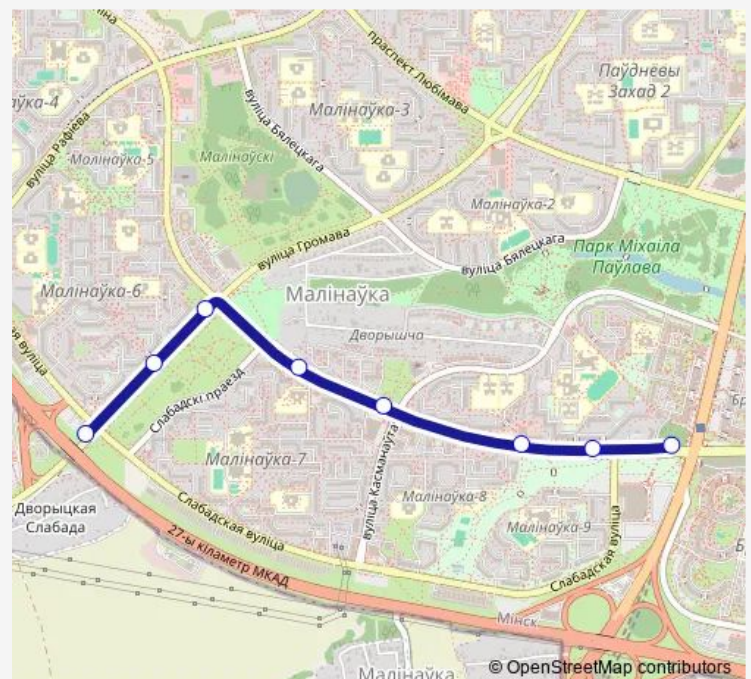 праспект Любімава
Паўднёвы
Захад 2
аўка-4
Малінаўка-3
вуліца Бялецкага
вуліца Рафіева
Малінаўка-5
Малінаўскі
Малінаўка-2
вуліца Громава
вуліца Бялецкага
Парк Міхаіла
Паўлава
Малінаўка-6
Малінаўка
Дворышча
Слабадскі праезд
Малінаўка-7
вуліца Касманаўта
Малінаўка-8
Малінаўка-9
Дворыцкая
Слабада
Слабадская вуліца
27-ы кіламетр МКАД
Слабадская вуліца
Мінск
Малінаўка
© OpenStreetMap contributors